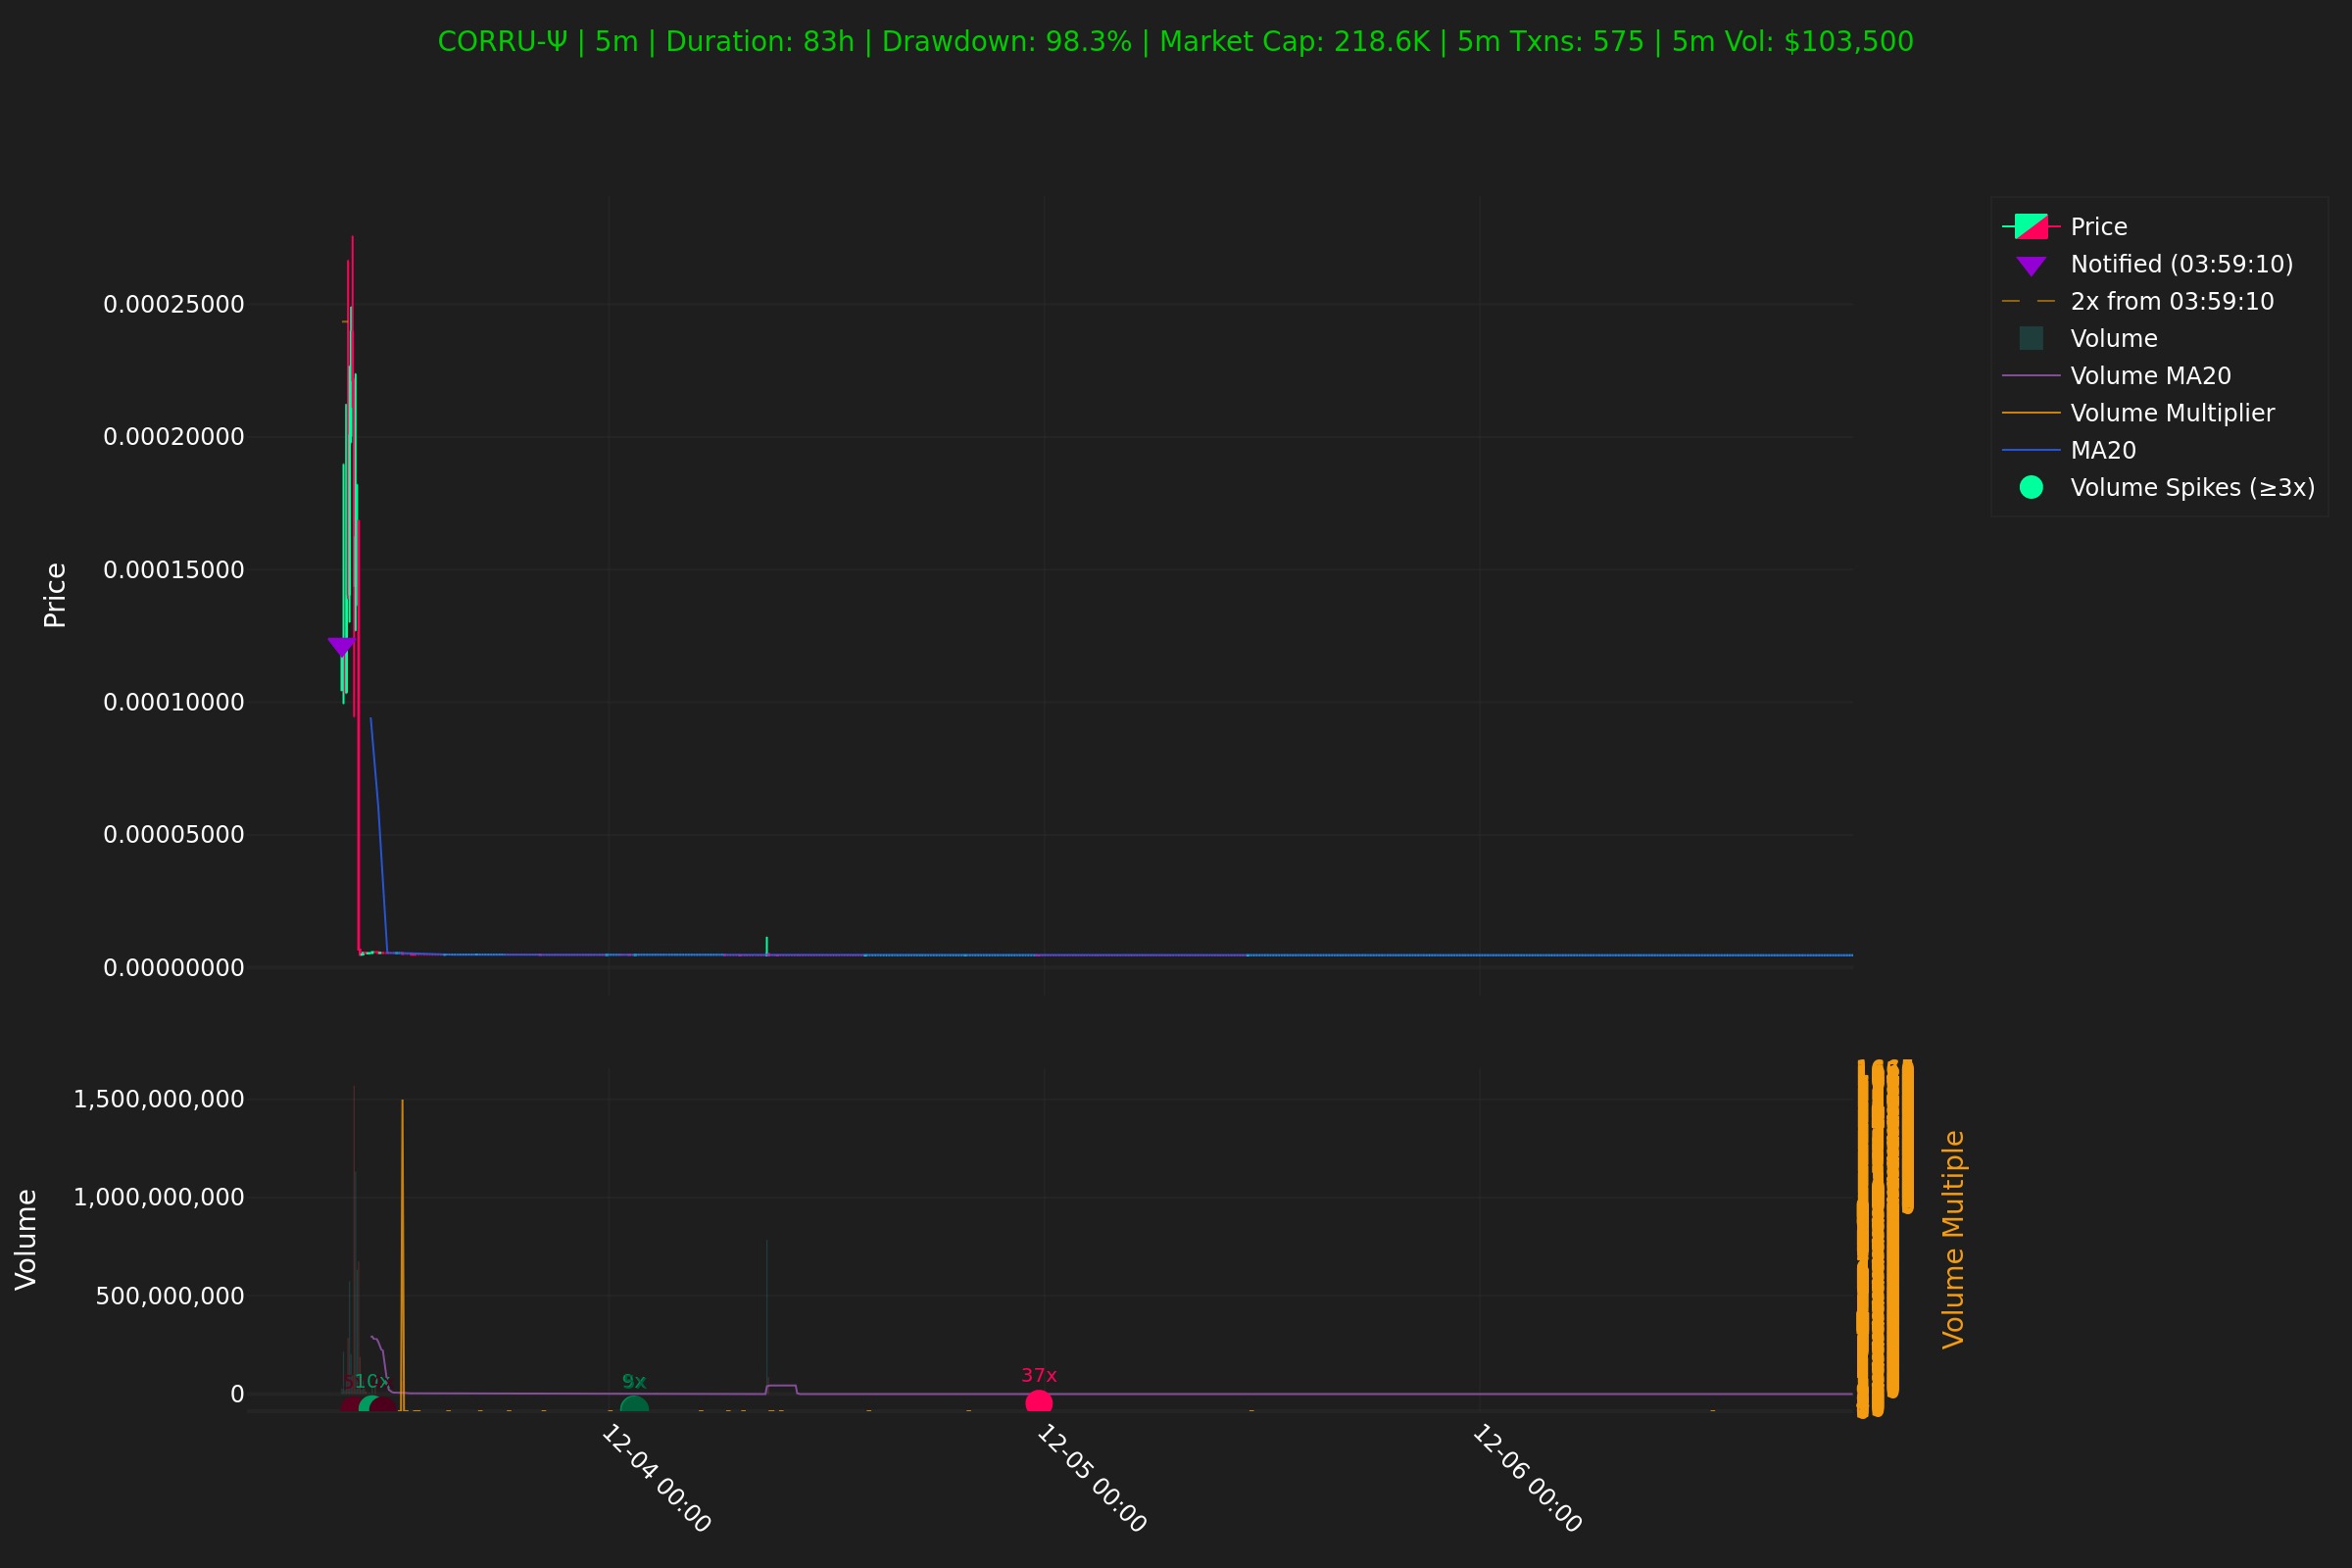 CORRU-Ψ | 5m | Duration: 83h | Drawdown: 98.3% | Market Cap: 218.6K | 5m Txns: 575 | 5m Vol: $103,500
Price
Notified (03:59:10)
2x from 03:59:10
Volume
Volume MA20
Volume Multiplier
MA20
Volume Spikes (≥3x)
Price
0.00025000
0.00020000
0.00015000
0.00010000
0.00005000
0.00000000
Volume
1,500,000,000
1,000,000,000
500,000,000
0
10x
9x
37x
Volume Multiple
12-04 00:00
12-05 00:00
12-06 00:00